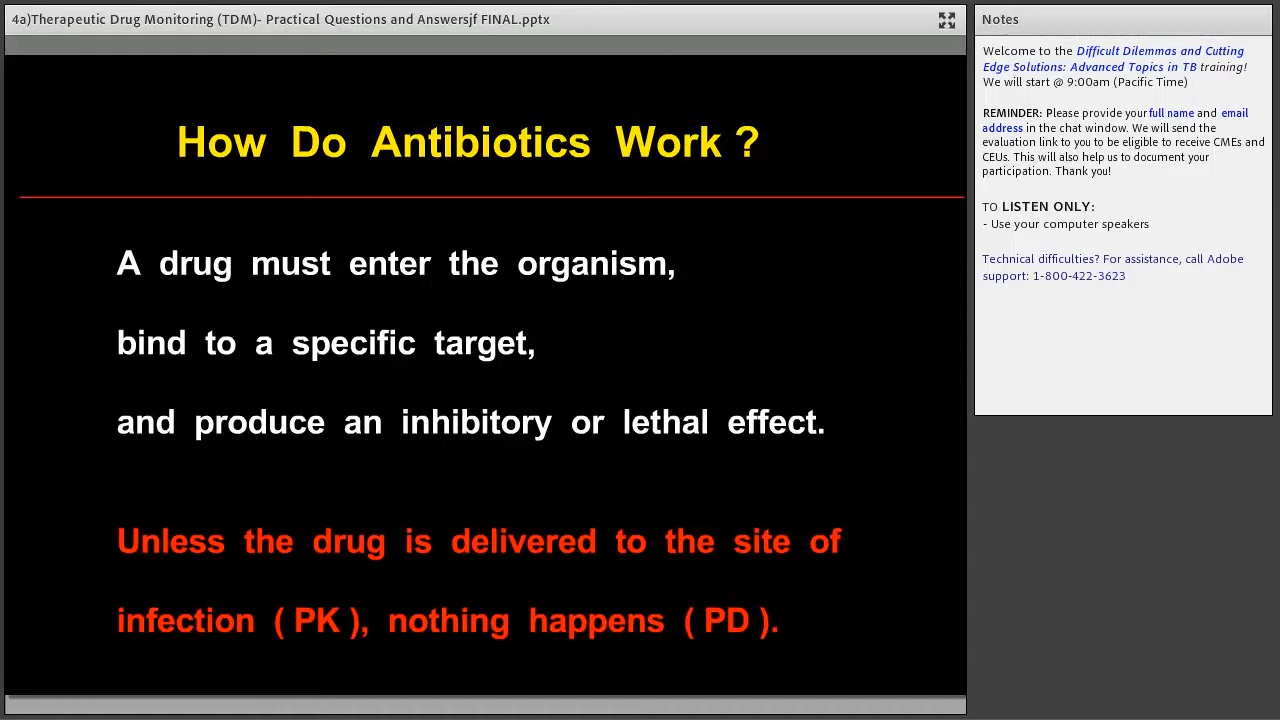 4a)Therapeutic Drug Monitoring (TDM)- Practical Questions and Answersjf FINAL.pptx
How Do Antibiotics Work ?
A drug must enter the organism,
bind to a specific target,
and produce an inhibitory or lethal effect.
Unless the drug is delivered to the site of
infection ( PK ), nothing happens ( PD ).
Notes
Welcome to the Difficult Dilemmas and Cutting
Edge Solutions: Advanced Topics in TB training!
We will start @ 9:00am (Pacific Time)
REMINDER: Please provide your full name and email
address in the chat window. We will send the
evaluation link to you to be eligible to receive CMEs and
CEUs. This will also help us to document your
participation. Thank you!
TO LISTEN ONLY:
- Use your computer speakers
Technical difficulties? For assistance, call Adobe
support: 1-800-422-3623